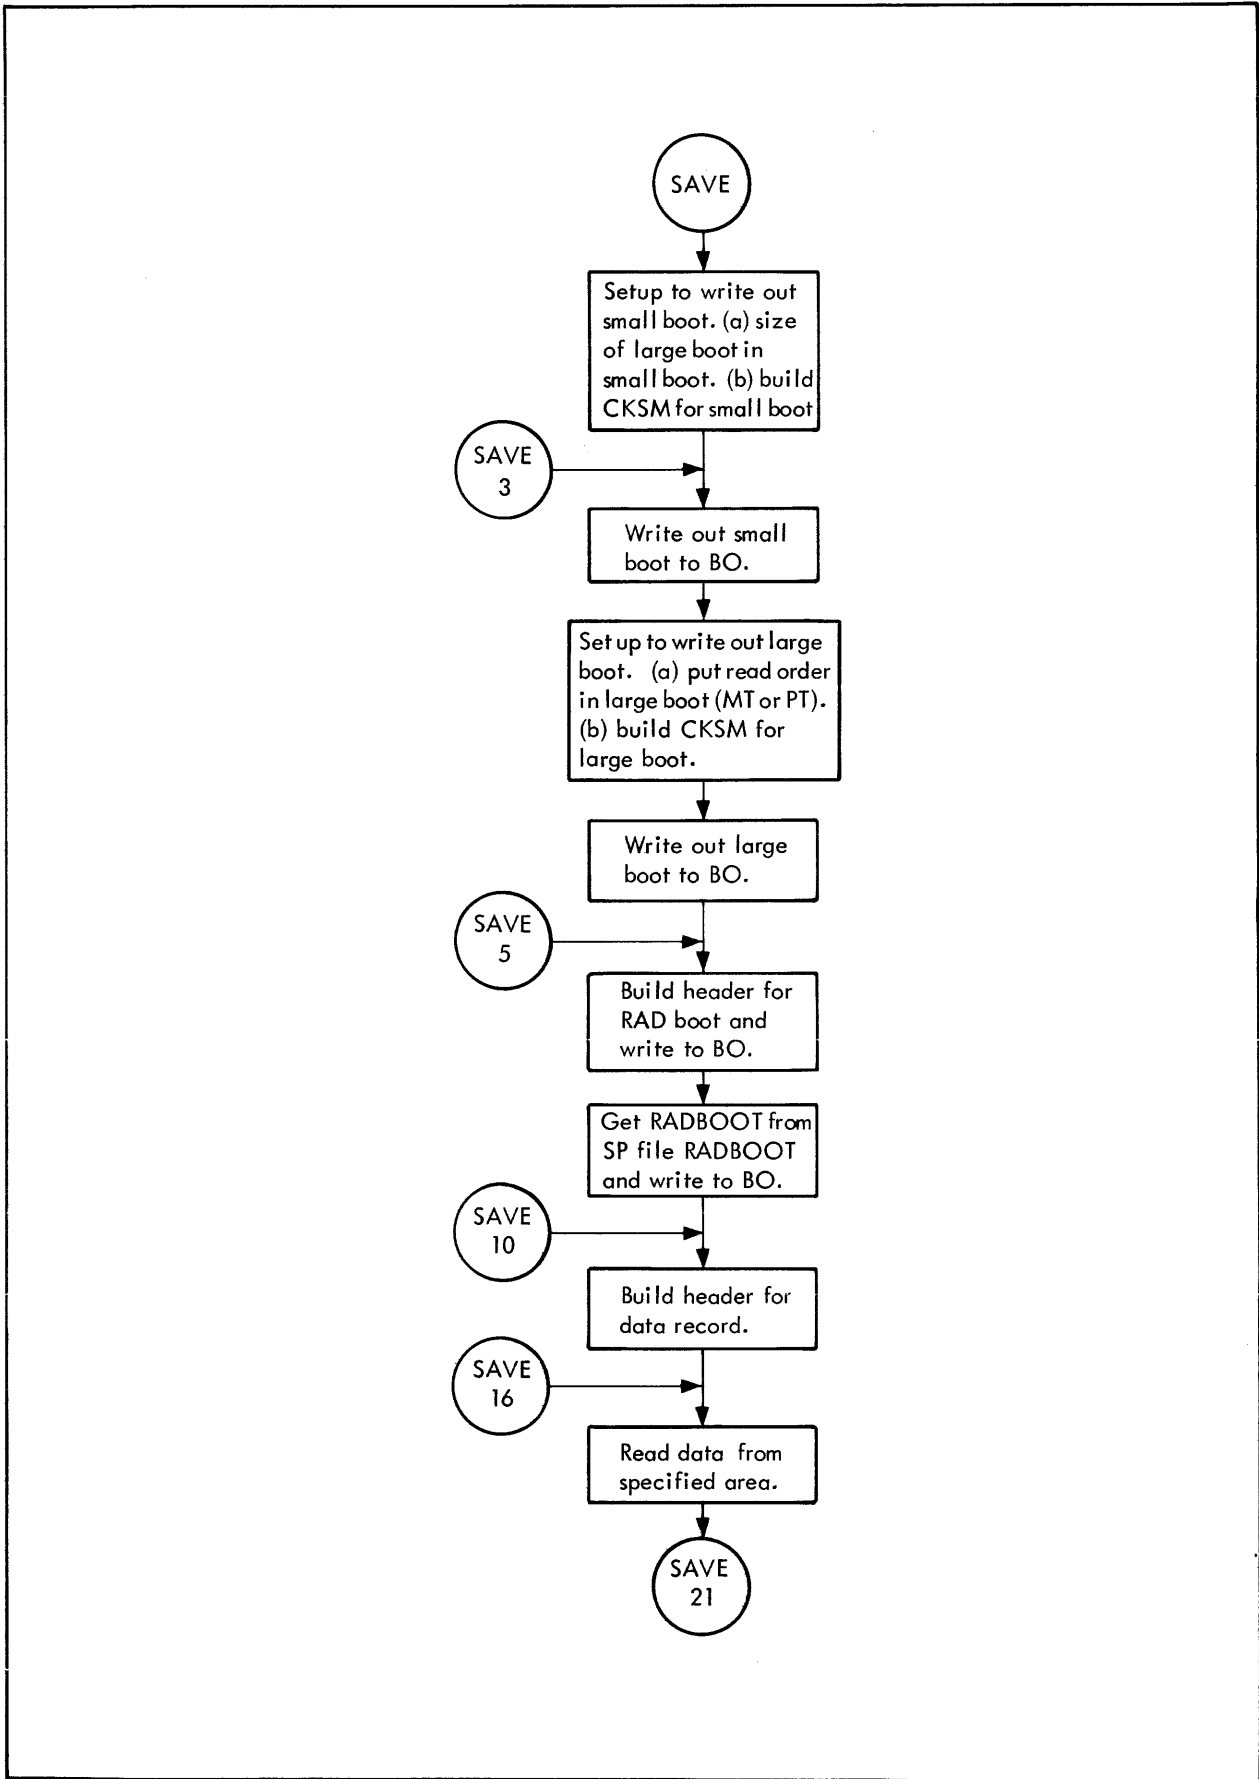 SAVE
Setup to write out
small boot. (a) size
of large boot in
small boot. (b) build
CKSM for small boot
SAVE
3
Write out small
boot to BO.
Set up to write out large
boot. (a) put read order
in large boot (MT or PT).
(b) build CKSM for
large boot.
Write out large
boot to BO.
SAVE
5
Build header for
RAD boot and
write to BO.
Get RADBOOT from
SP file RADBOOT
and write to BO.
SAVE
10
Build header for
data record.
SAVE
16
Read data from
specified area.
SAVE
21